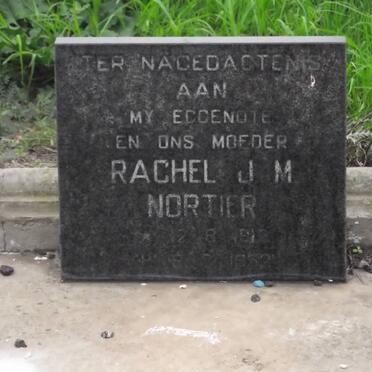 TER NAGEDAGTENIS
AAN
MY EGGENOTE
EN ONS MOEDER
RACHEL J M
NORTIER